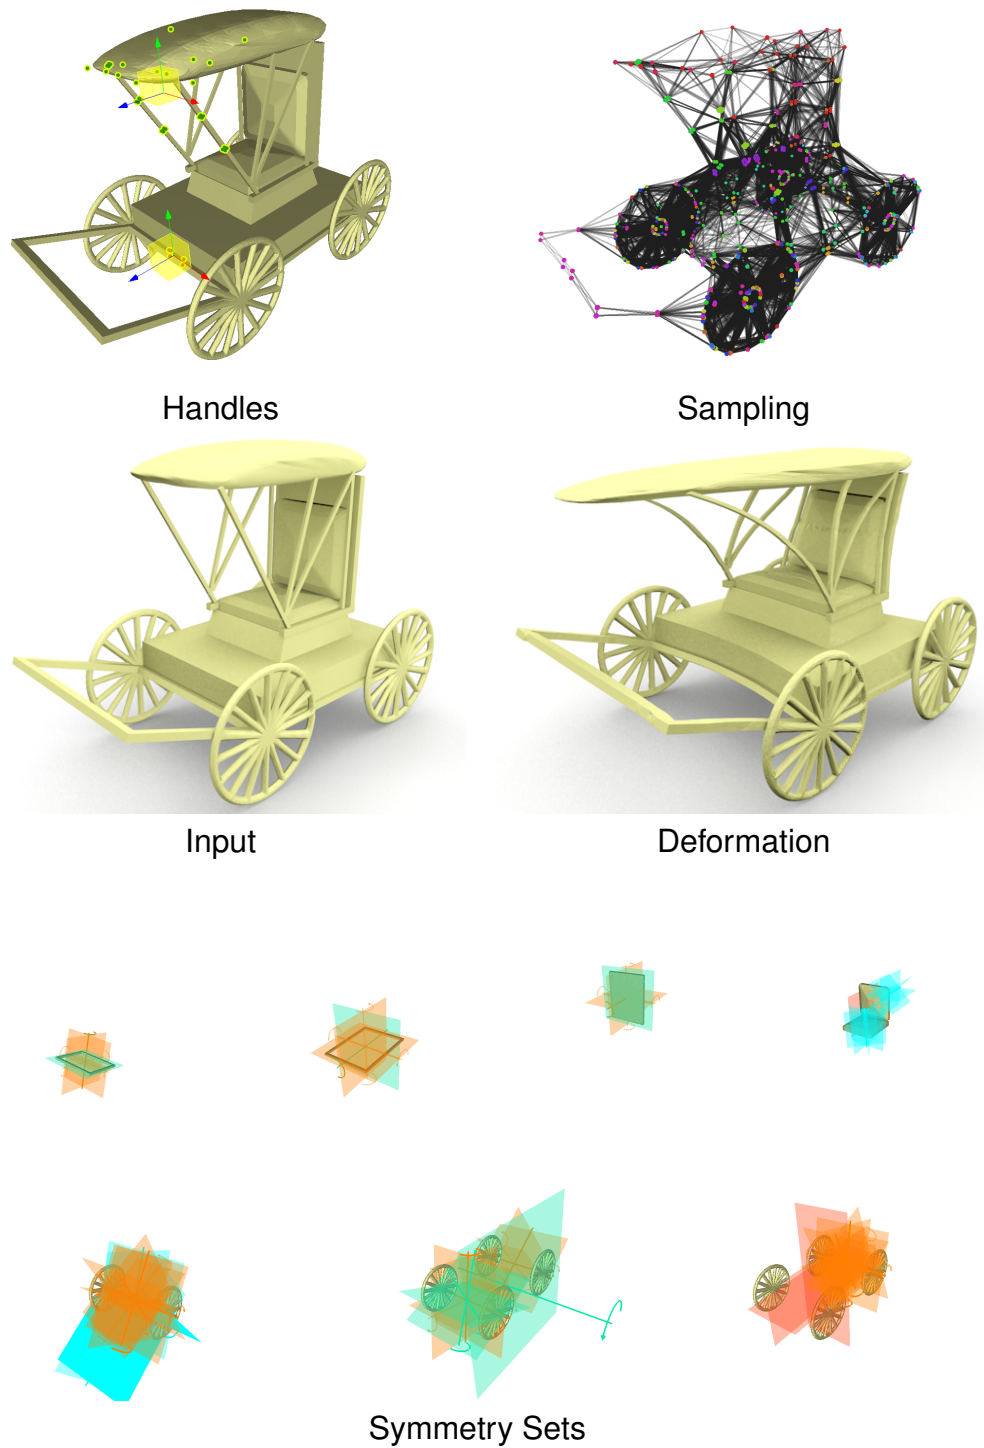 Handles
Sampling
Input
Deformation
Symmetry Sets